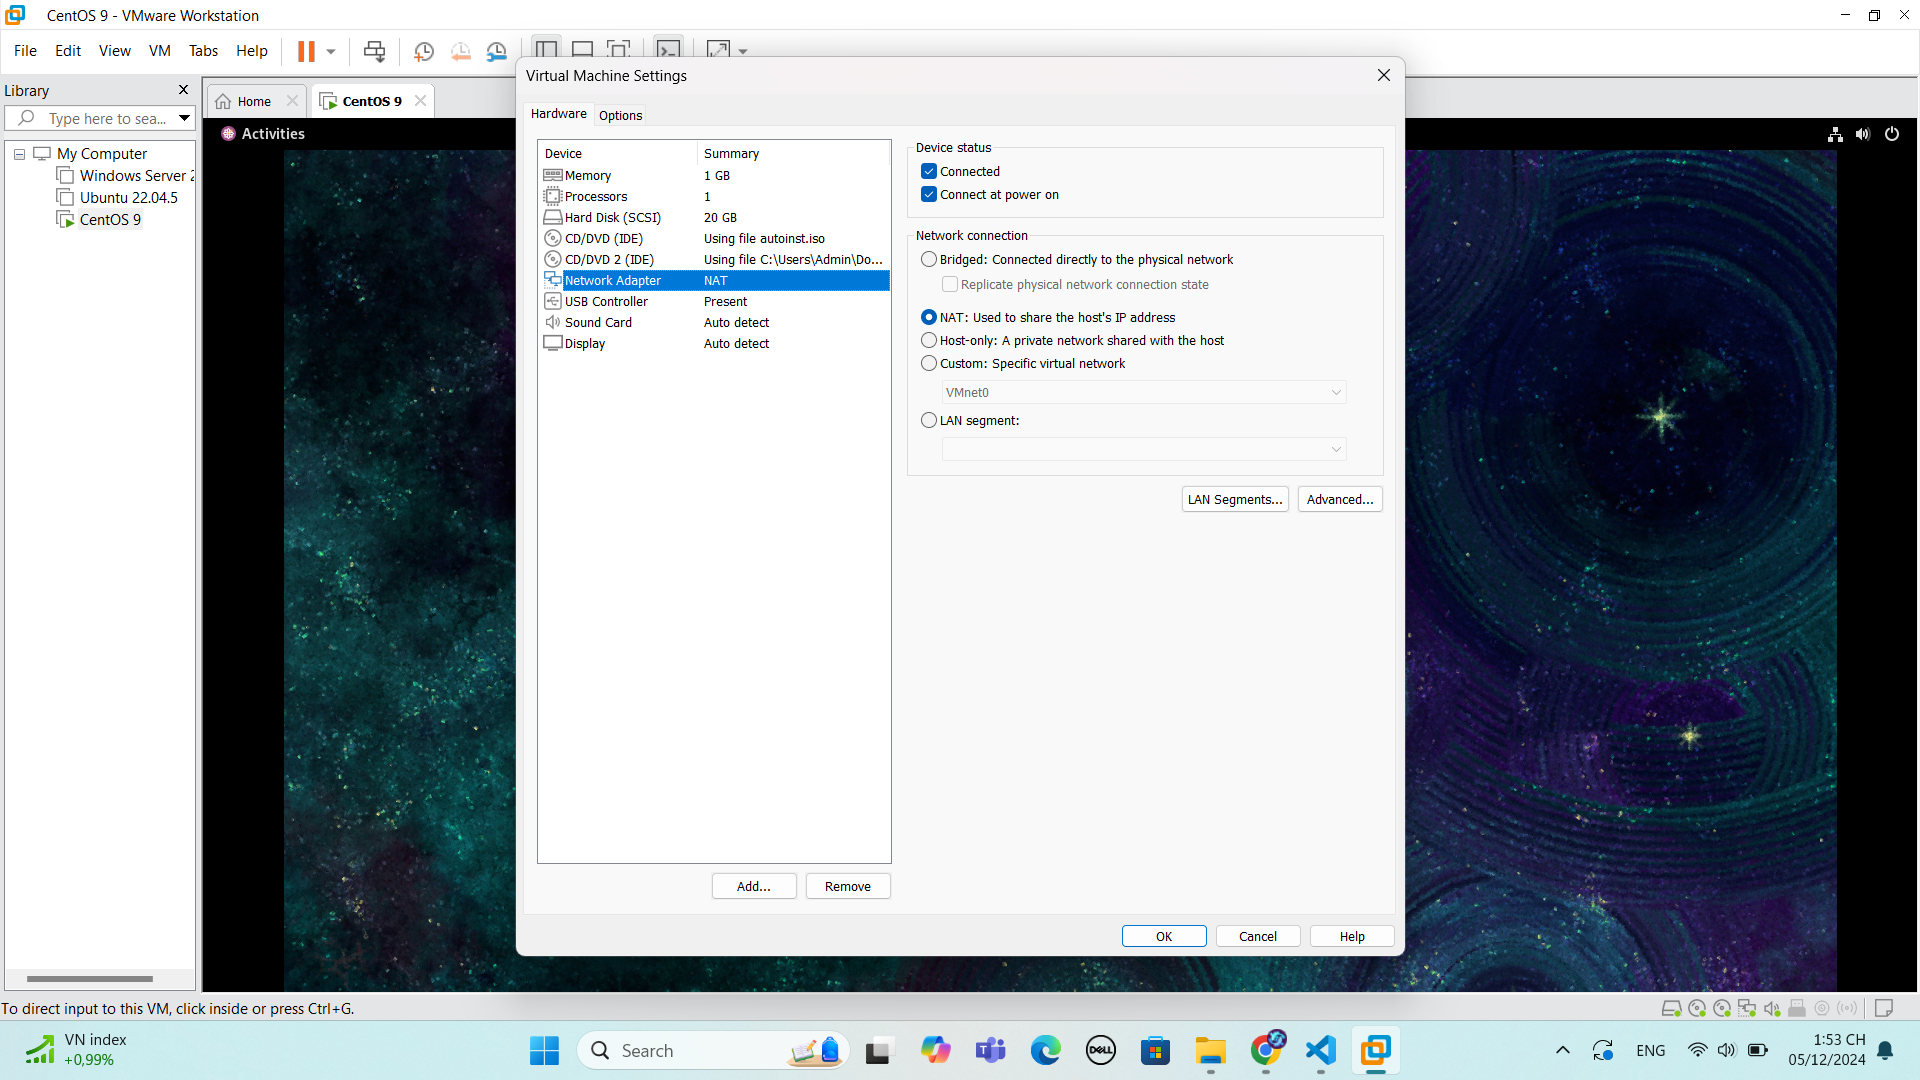 CentOS 9 - VMware Workstation
File Edit View VM Tabs Help
Library
Type here to sea...
My Computer
Windows Server 2
Ubuntu 22.04.5
CentOS 9
Home
CentOS 9
Activities
Virtual Machine Settings
Hardware
Options
Device Summary
Memory 1 GB
Processors 1
Hard Disk (SCSI) 20 GB
CD/DVD (IDE) Using file autoinst.iso
CD/DVD 2 (IDE) Using file C:\Users\Admin\Do...
Network Adapter NAT
USB Controller Present
Sound Card Auto detect
Display Auto detect
Add...
Remove
Device status
Connected
Connect at power on
Network connection
Bridged: Connected directly to the physical network
Replicate physical network connection state
NAT: Used to share the host's IP address
Host-only: A private network shared with the host
Custom: Specific virtual network
VMnet0
LAN segment:
LAN Segments...
Advanced...
OK
Cancel
Help
To direct input to this VM, click inside or press Ctrl+G.
VN index
+0,99%
Search
DELL
ENG
1:53 CH
05/12/2024